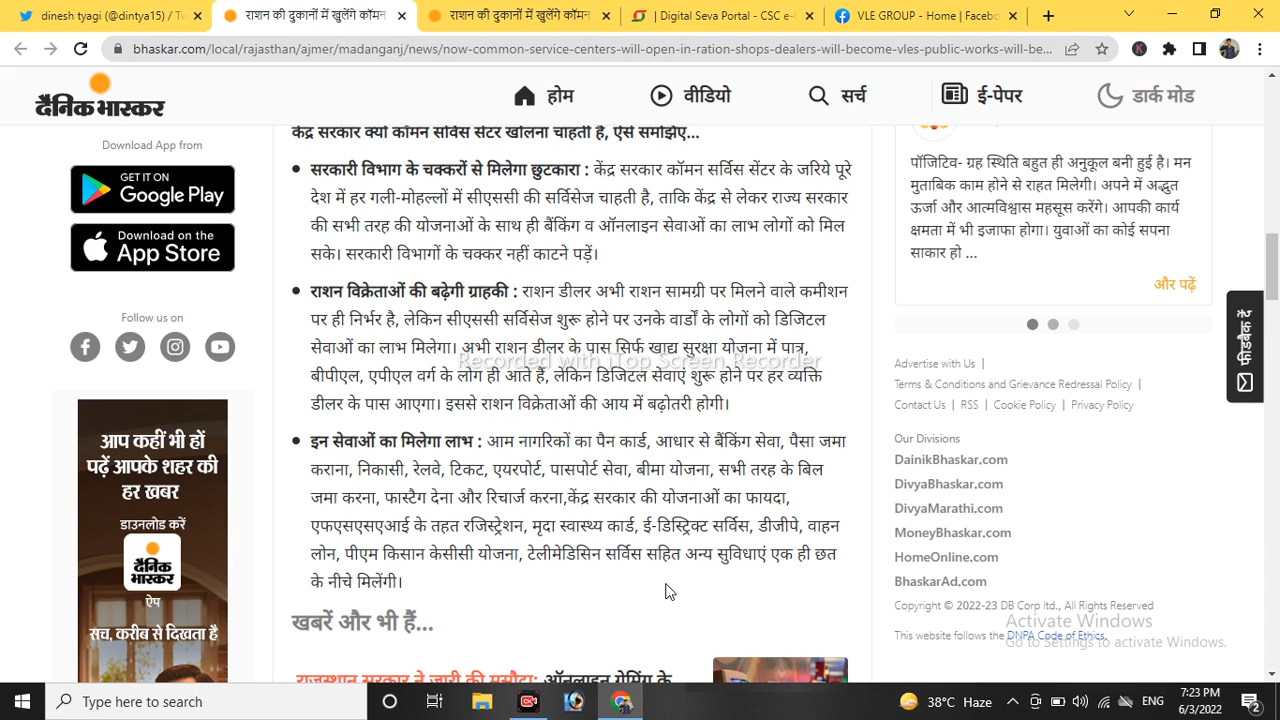 dinesh tyagi (@dintya15) / Tw
राशन की दुकानों में खुलेंगे कॉमन
राशन की दुकानों में खुलेंगे कॉमन
| Digital Seva Portal - CSC e-G
VLE GROUP - Home | Facebo
bhaskar.com/local/rajasthan/ajmer/madanganj/news/now-common-service-centers-will-open-in-ration-shops-dealers-will-become-vles-public-works-will-be...
दैनिक भास्कर
होम
वीडियो
सर्च
ई-पेपर
डार्क मोड
Download App from
GET IT ON
Google Play
Download on the
App Store
Follow us on
आप कहीं भी हों
पढ़ें आपके शहर की
हर खबर
डाउनलोड करें
दैनिक
भास्कर
ऐप
सच, करीब से दिखता है
केंद्र सरकार क्यों कॉमन सर्विस सेंटर खोलना चाहती है, ऐसे समझिए...
सरकारी विभाग के चक्करों से मिलेगा छुटकारा : केंद्र सरकार कॉमन सर्विस सेंटर के जरिये पूरे
देश में हर गली-मोहल्लों में सीएससी की सर्विसेज चाहती है, ताकि केंद्र से लेकर राज्य सरकार
की सभी तरह की योजनाओं के साथ ही बैंकिंग व ऑनलाइन सेवाओं का लाभ लोगों को मिल
सके। सरकारी विभागों के चक्कर नहीं काटने पड़ें।
राशन विक्रेताओं की बढ़ेगी ग्राहकी : राशन डीलर अभी राशन सामग्री पर मिलने वाले कमीशन
पर ही निर्भर है, लेकिन सीएससी सर्विसेज शुरू होने पर उनके वार्डों के लोगों को डिजिटल
सेवाओं का लाभ मिलेगा। अभी राशन डीलर के पास सिर्फ खाद्य सुरक्षा योजना में पात्र,
बीपीएल, एपीएल वर्ग के लोग ही आते हैं, लेकिन डिजिटल सेवाएं शुरू होने पर हर व्यक्ति
डीलर के पास आएगा। इससे राशन विक्रेताओं की आय में बढ़ोतरी होगी।
Recorded with iTop Screen Recorder
इन सेवाओं का मिलेगा लाभ : आम नागरिकों का पैन कार्ड, आधार से बैंकिंग सेवा, पैसा जमा
कराना, निकासी, रेलवे, टिकट, एयरपोर्ट, पासपोर्ट सेवा, बीमा योजना, सभी तरह के बिल
जमा करना, फास्टैग देना और रिचार्ज करना,केंद्र सरकार की योजनाओं का फायदा,
एफएसएसएआई के तहत रजिस्ट्रेशन, मृदा स्वास्थ्य कार्ड, ई-डिस्ट्रिक्ट सर्विस, डीजीपे, वाहन
लोन, पीएम किसान केसीसी योजना, टेलीमेडिसिन सर्विस सहित अन्य सुविधाएं एक ही छत
के नीचे मिलेंगी।
खबरें और भी हैं...
राजस्थान सरकार ने जारी की मसौदा: ऑनलाइन गेमिंग के
पॉजिटिव- ग्रह स्थिति बहुत ही अनुकूल बनी हुई है। मन
मुताबिक काम होने से राहत मिलेगी। अपने में अद्भुत
ऊर्जा और आत्मविश्वास महसूस करेंगे। आपकी कार्य
क्षमता में भी इजाफा होगा। युवाओं का कोई सपना
साकार हो ...
और पढ़ें
फीडबैक दें
Advertise with Us |
Terms & Conditions and Grievance Redressal Policy |
Contact Us | RSS | Cookie Policy | Privacy Policy
Our Divisions
DainikBhaskar.com
DivyaBhaskar.com
DivyaMarathi.com
MoneyBhaskar.com
HomeOnline.com
BhaskarAd.com
Copyright © 2022-23 DB Corp ltd., All Rights Reserved
This website follows the DNPA Code of Ethics.
Activate Windows
Go to Settings to activate Windows.
Type here to search
38°C Haze
ENG
7:23 PM
6/3/2022
2